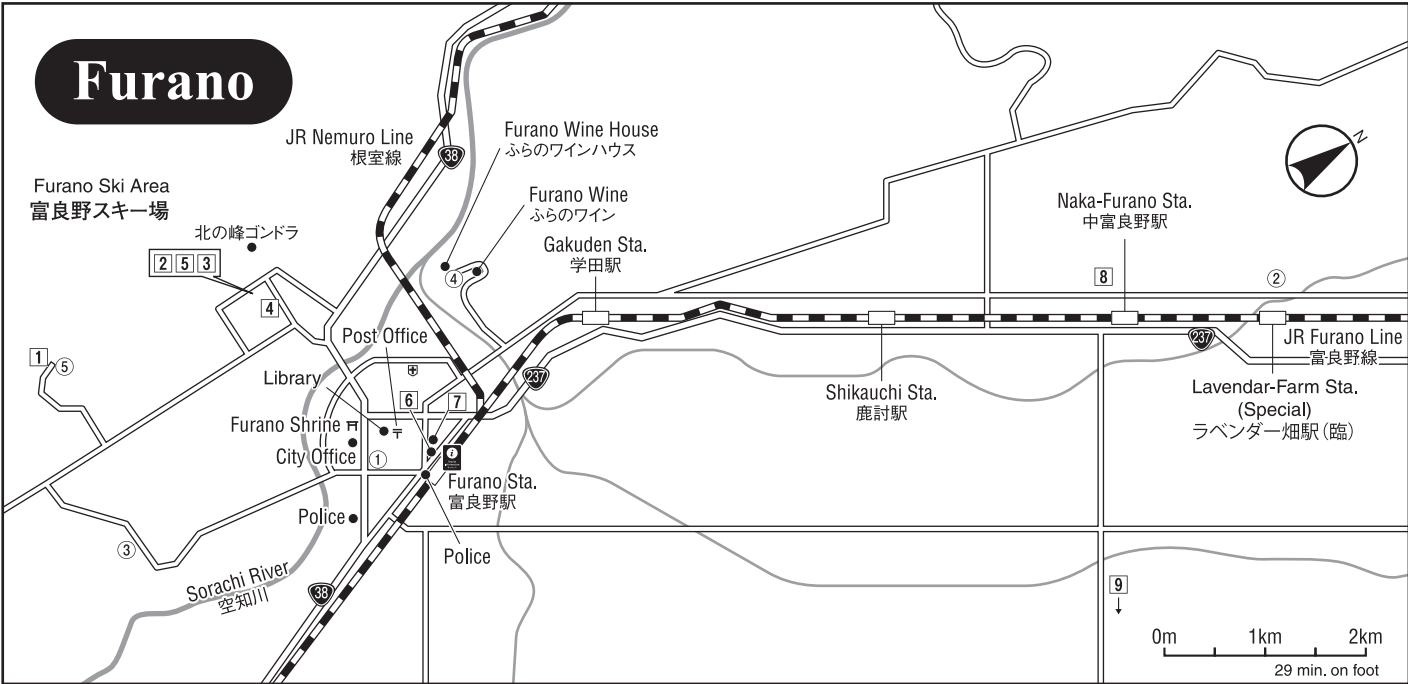 Furano
JR Nemuro Line
根室線
38
Furano Wine House
ふらのワインハウス
Furano Wine
ふらのワイン
④
Furano Ski Area
富良野スキー場
北の峰ゴンドラ
2 5 3
4
1
⑤
Gakuden Sta.
学田駅
Naka-Furano Sta.
中富良野駅
N
8
②
Post Office
Library
〒
6
7
Furano Shrine
City Office
①
i
Furano Sta.
富良野駅
Police
Police
③
Sorachi River
空知川
38
237
Shikauchi Sta.
鹿討駅
237
JR Furano Line
富良野線
Lavendar-Farm Sta.
(Special)
ラベンダー畑駅（臨）
9
0m 1km 2km
29 min. on foot